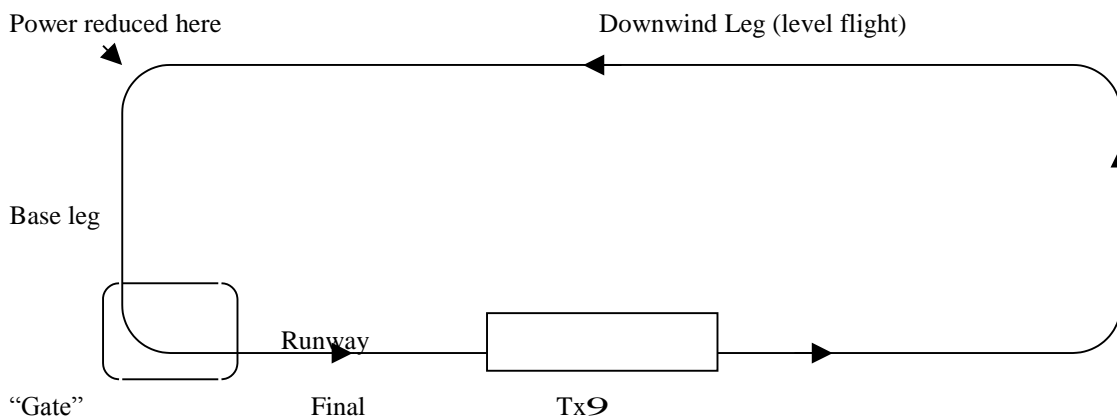 Power reduced here
Downwind Leg (level flight)
Base leg
Runway
“Gate”
Final
Tx9